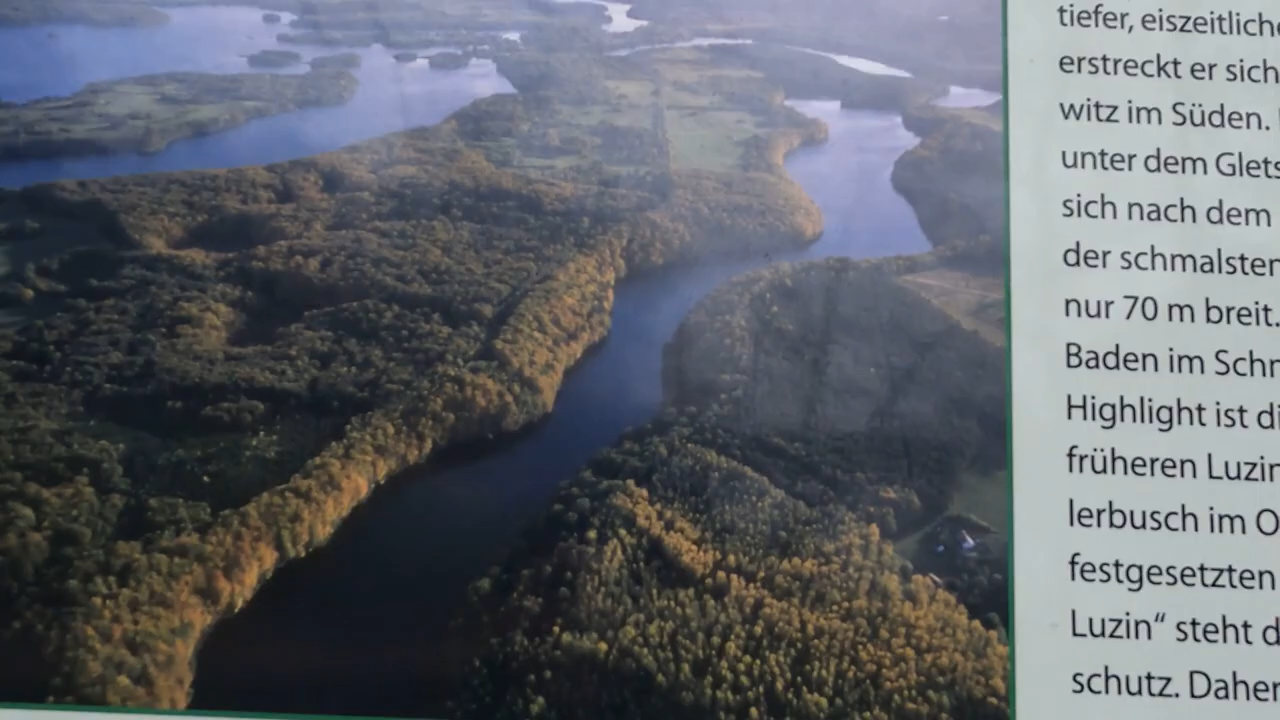 tiefer, eiszeitliche
erstreckt er sich
witz im Süden.
unter dem Glets
sich nach dem
der schmalsten
nur 70 m breit.
Baden im Schm
Highlight ist di
früheren Luzin
lerbusch im O
festgesetzten
Luzin“ steht d
schutz. Daher